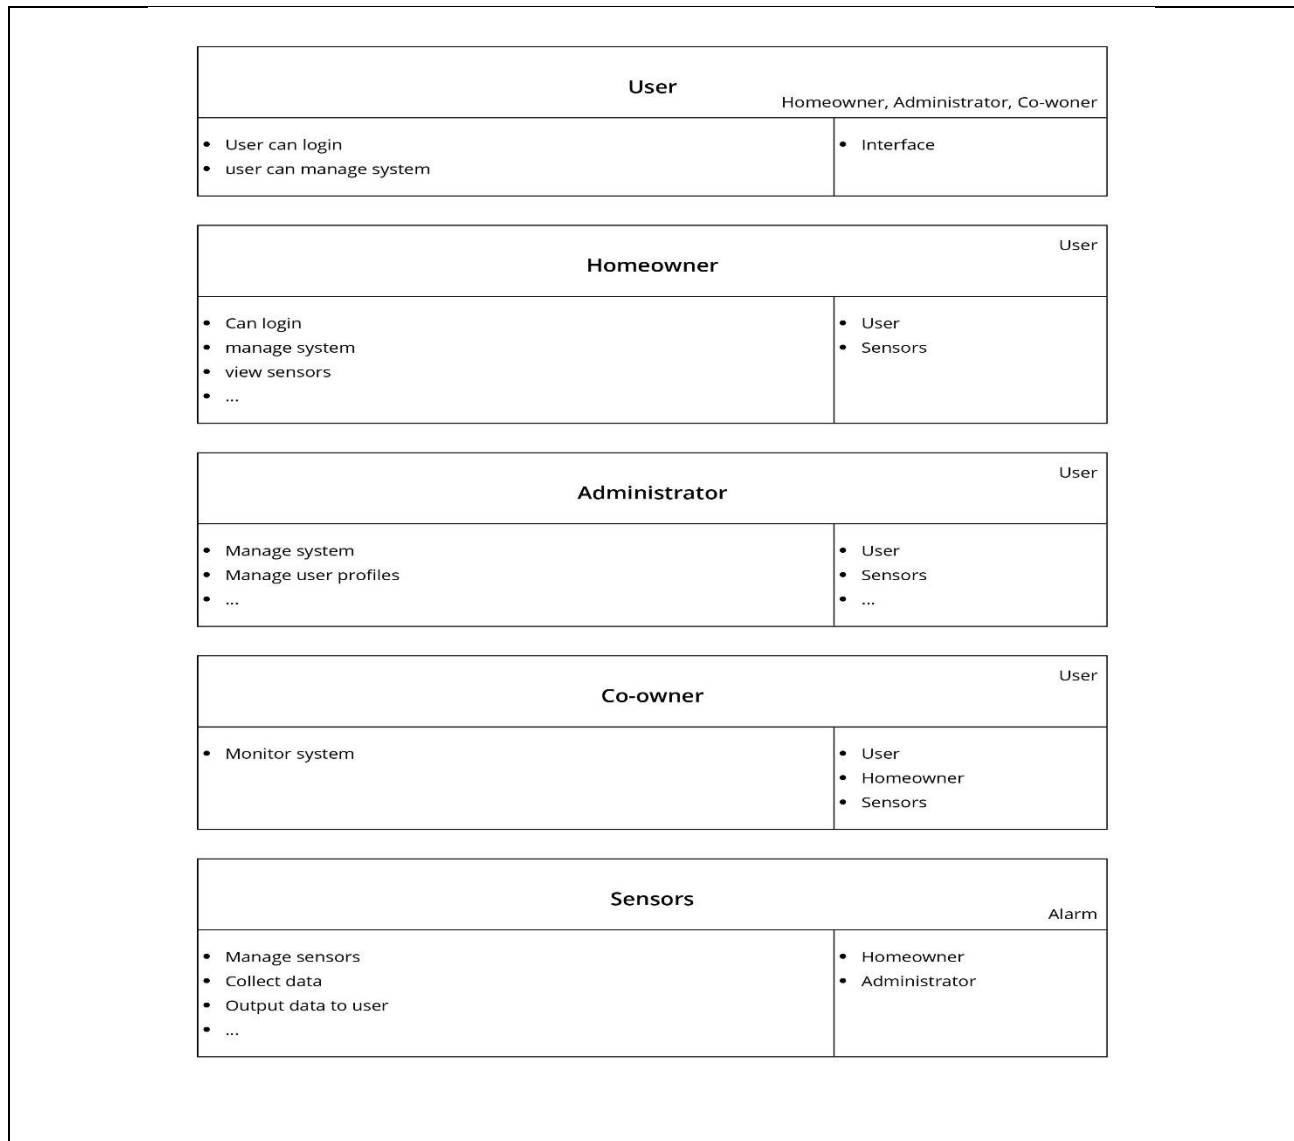 User
Homeowner, Administrator, Co-woner
• User can login
• user can manage system
• Interface
User
Homeowner
• Can login
• manage system
• view sensors
• ...
• User
• Sensors
User
Administrator
• Manage system
• Manage user profiles
• ...
• User
• Sensors
• ...
User
Co-owner
• Monitor system
• User
• Homeowner
• Sensors
Sensors
Alarm
• Manage sensors
• Collect data
• Output data to user
• ...
• Homeowner
• Administrator